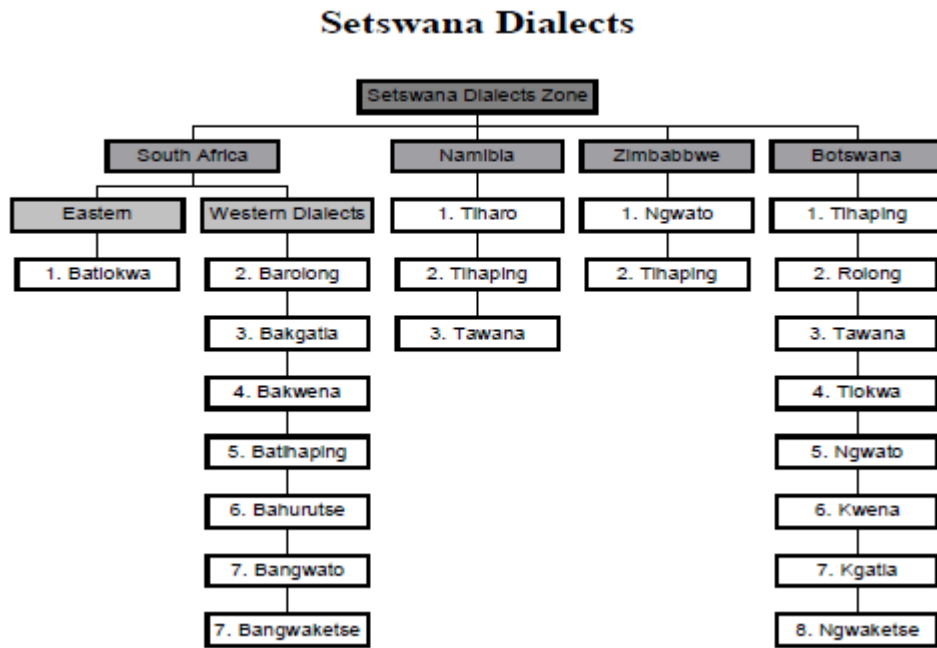 Setswana Dialects
Setswana Dialects Zone
South Africa
Namibia
Zimbabbwe
Botswana
Eastern
Western Dialects
1. Tlharo
1. Ngwato
1. Tlhaping
1. Batlokwa
2. Barolong
2. Tlhaping
2. Tlhaping
2. Rolong
3. Bakgatla
3. Tawana
3. Tawana
4. Bakwena
4. Tlokwa
5. Batlhaping
5. Ngwato
6. Bahurutse
6. Kwena
7. Bangwato
7. Kgatla
7. Bangwaketse
8. Ngwaketse